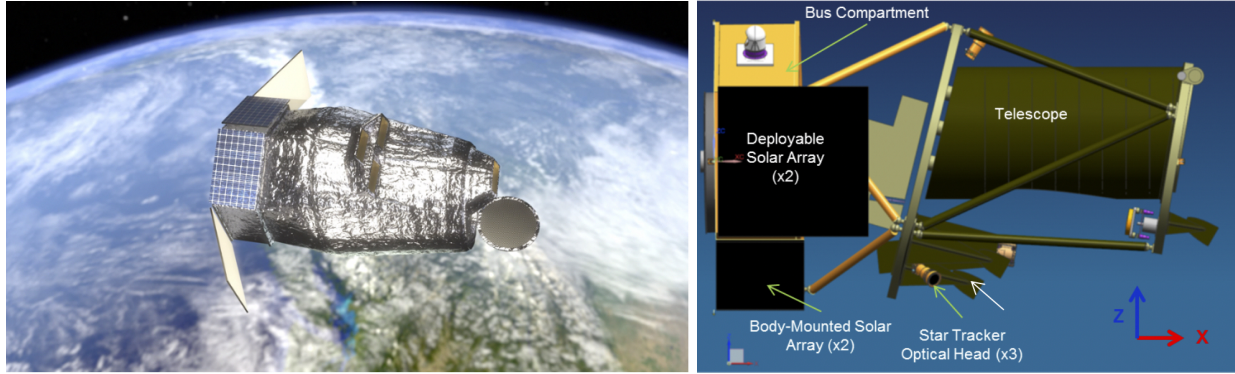 Bus Compartment
Telescope
Deployable
Solar Array
(x2)
Body-Mounted Solar
Array (x2)
Star Tracker
Optical Head (x3)
Z
X